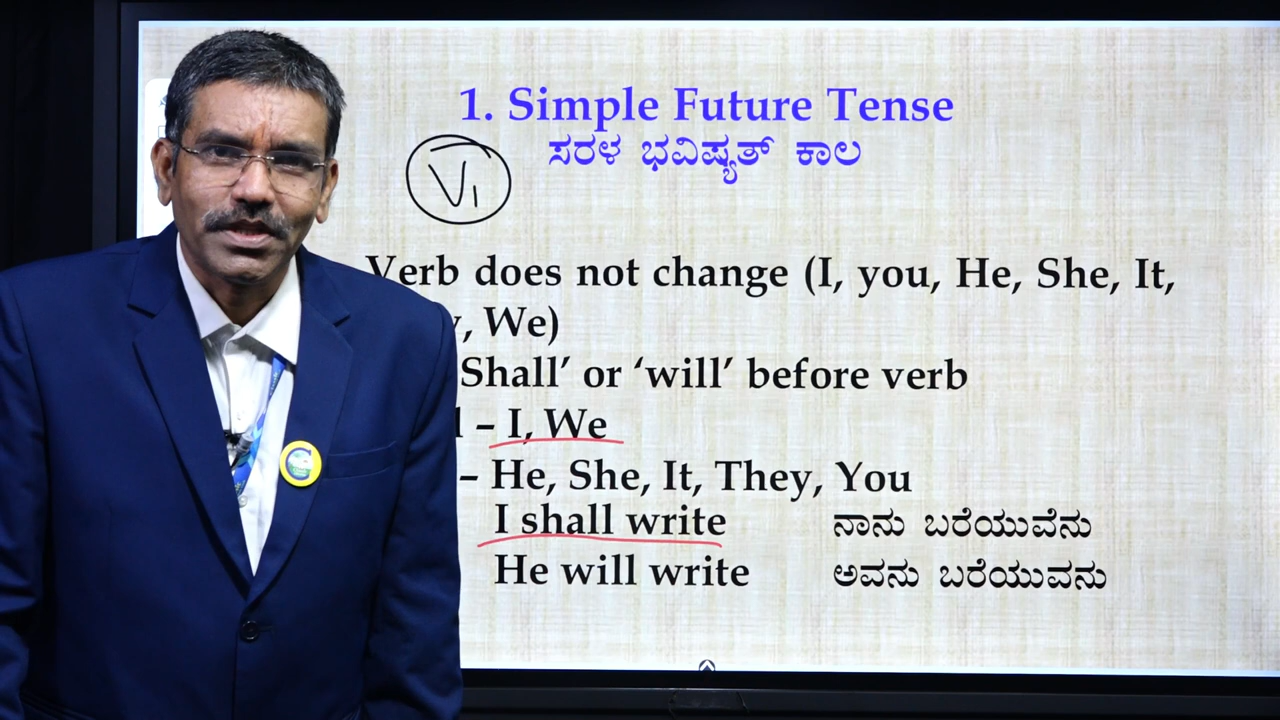 1. Simple Future Tense
ಸರಳ ಭವಿಷ್ಯತ್ ಕಾಲ
V1
Verb does not change (I, you, He, She, It,
We)
Shall’ or ‘will’ before verb
– I, We
– He, She, It, They, You
I shall write ನಾನು ಬರೆಯುವೆನು
He will write ಅವನು ಬರೆಯುವನು